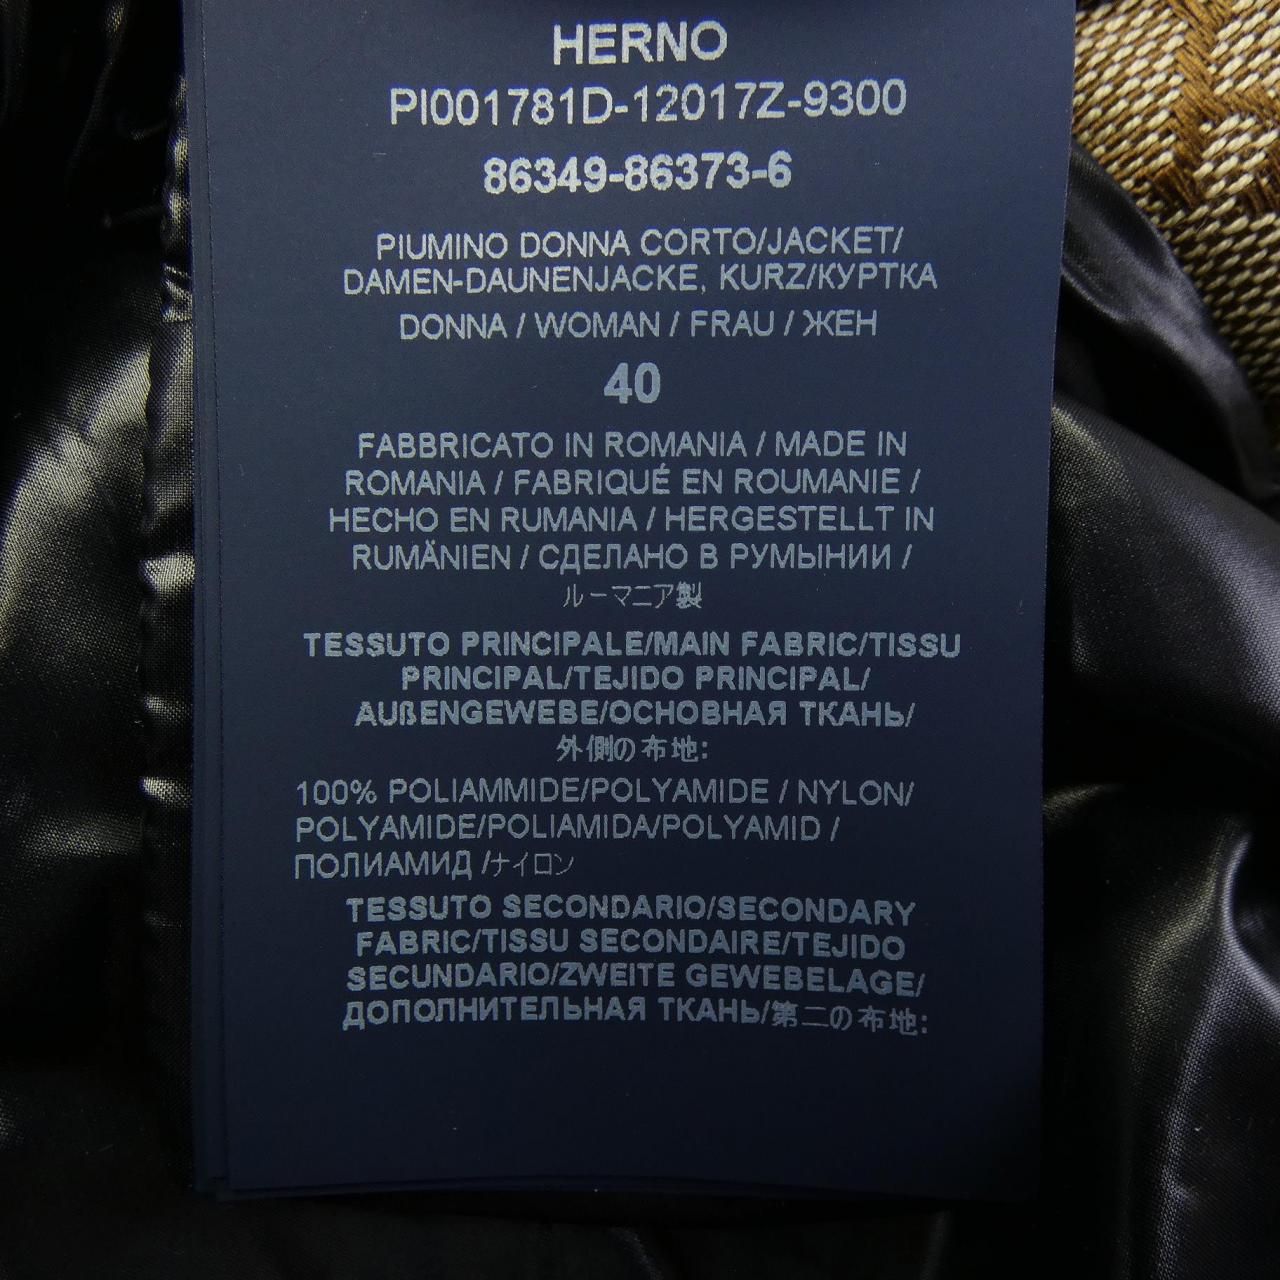 HERNO
PI001781D-12017Z-9300
86349-86373-6
PIUMINO DONNA CORTO/JACKET/
DAMEN-DAUNENJACKE, KURZ/КУРТКА
DONNA / WOMAN / FRAU / ЖЕН
40
FABBRICATO IN ROMANIA / MADE IN
ROMANIA / FABRIQUÉ EN ROUMANIE /
HECHO EN RUMANIA / HERGESTELLT IN
RUMÄNIEN / СДЕЛАНО В РУМЫНИИ /
ルーマニア製
TESSUTO PRINCIPALE/MAIN FABRIC/TISSU
PRINCIPAL/TEJIDO PRINCIPAL/
AUßENGEWEBE/ОСНОВНАЯ ТКАНЬ/
外側の布地:
100% POLIAMMIDE/POLYAMIDE / NYLON/
POLYAMIDE/POLIAMIDA/POLYAMID /
ПОЛИАМИД /ナイロン
TESSUTO SECONDARIO/SECONDARY
FABRIC/TISSU SECONDAIRE/TEJIDO
SECUNDARIO/ZWEITE GEWEBELAGE/
ДОПОЛНИТЕЛЬНАЯ ТКАНЬ/第二の布地: